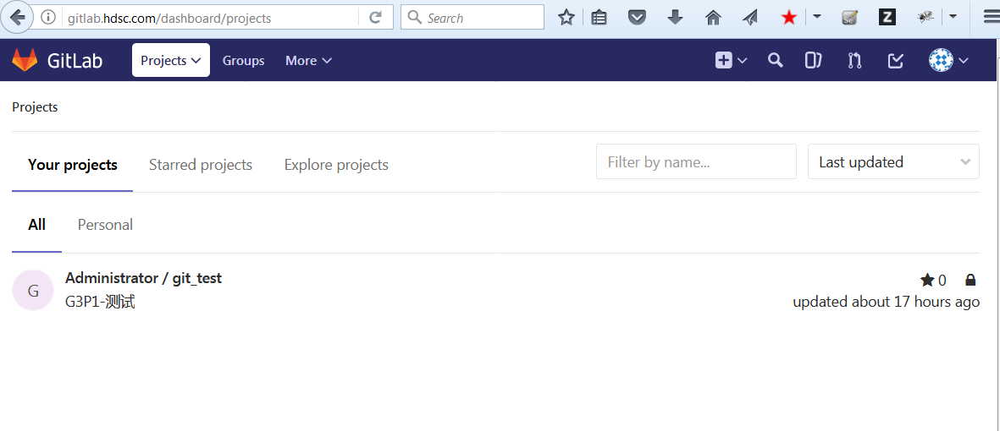 gitlab.hdsc.com/dashboard/projects
Search
Z
GitLab
Projects
Groups
More
Projects
Your projects
Starred projects
Explore projects
Filter by name...
Last updated
All
Personal
G
Administrator / git_test
0
G3P1-测试
updated about 17 hours ago